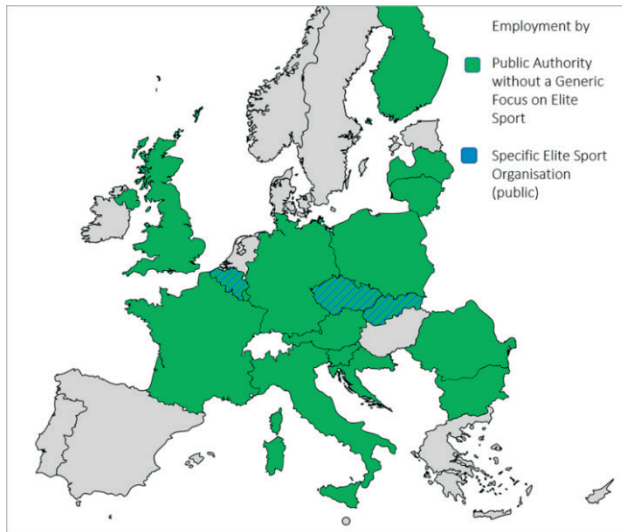 Employment by
Public Authority
without a Generic
Focus on Elite
Sport
Specific Elite Sport
Organisation
(public)